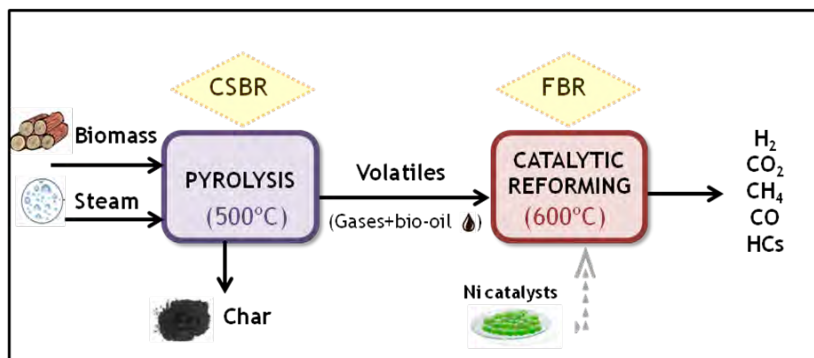 CSBR
FBR
Biomass
Steam
PYROLYSIS
(500ºC)
Volatiles
(Gases+bio-oil)
CATALYTIC
REFORMING
(600ºC)
H₂
CO₂
CH₄
CO
HCs
Char
Ni catalysts